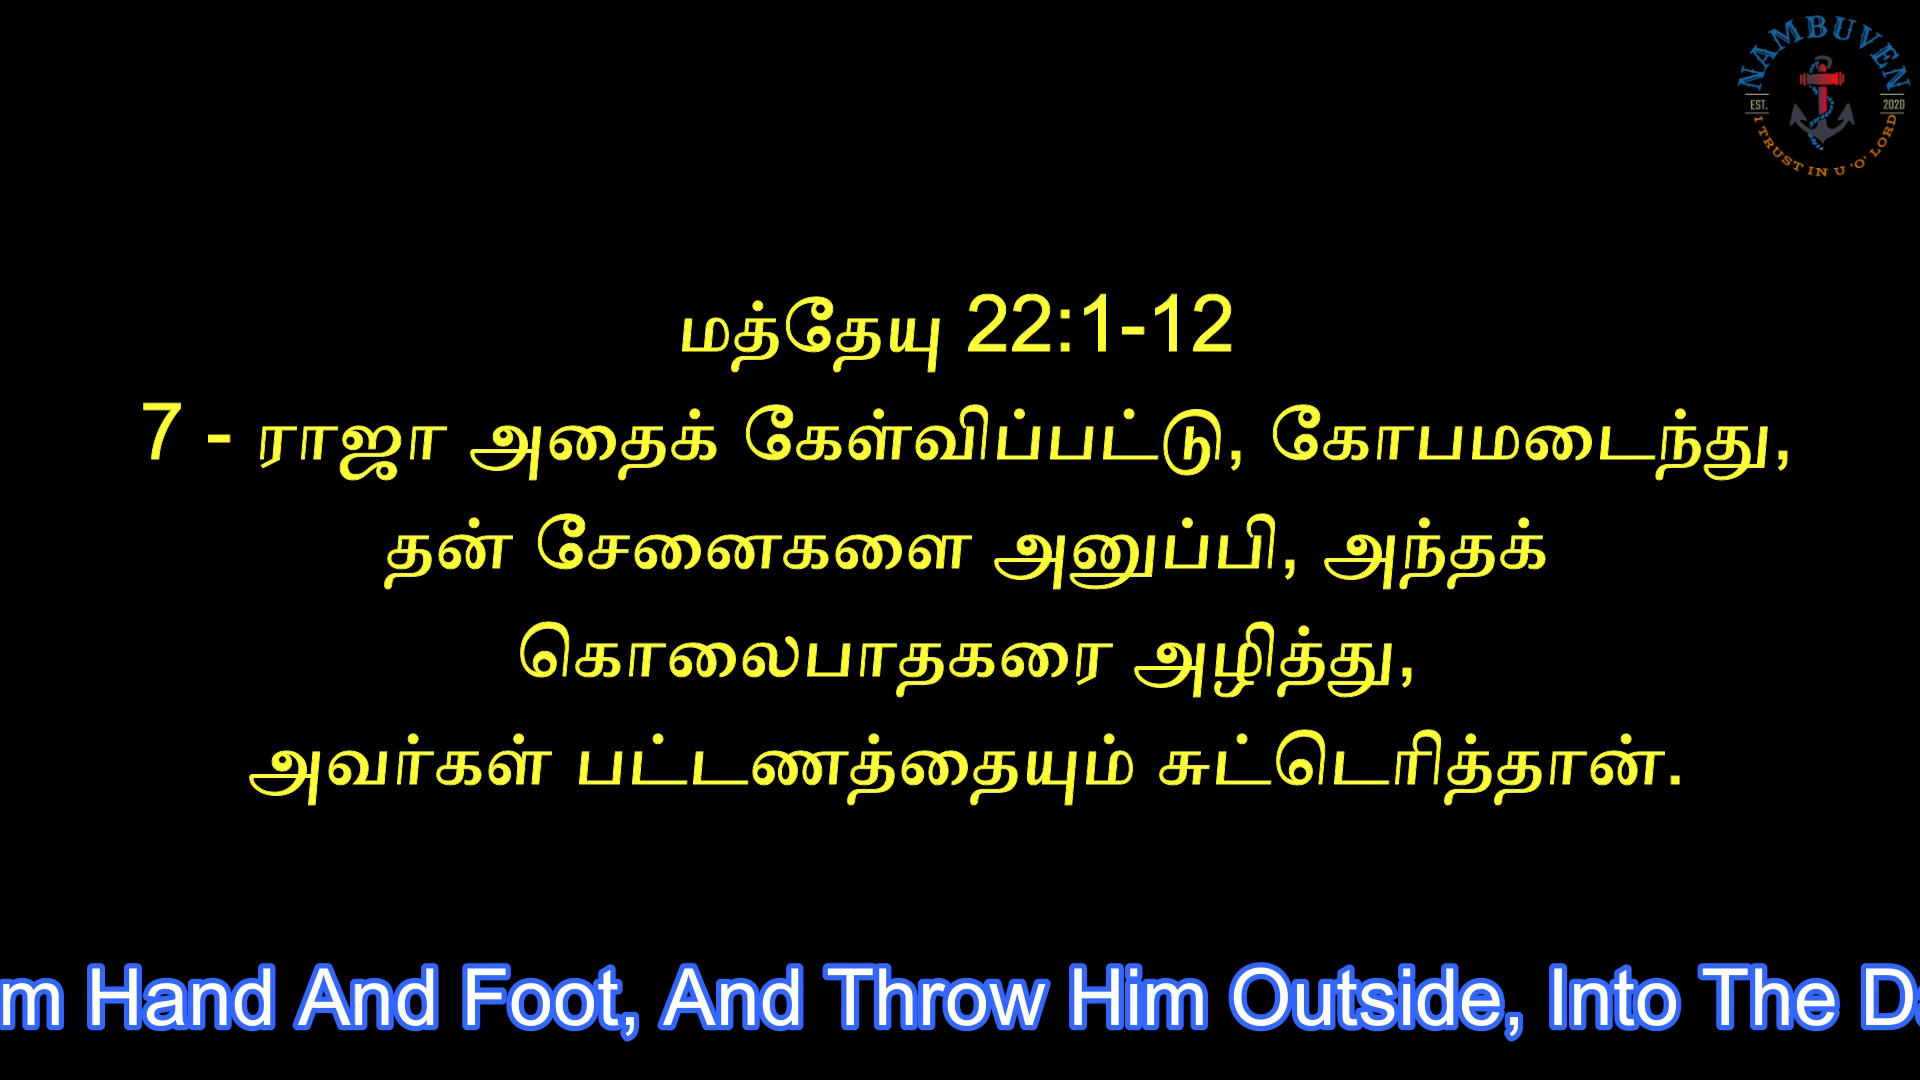 NAMBUVEN
EST. 2020
I TRUST IN U 'O' LORD
மத்தேயு 22:1-12
7 - ராஜா அதைக் கேள்விப்பட்டு, கோபமடைந்து,
தன் சேனைகளை அனுப்பி, அந்தக்
கொலைபாதகரை அழித்து,
அவர்கள் பட்டணத்தையும் சுட்டெரித்தான்.
m Hand And Foot, And Throw Him Outside, Into The Da